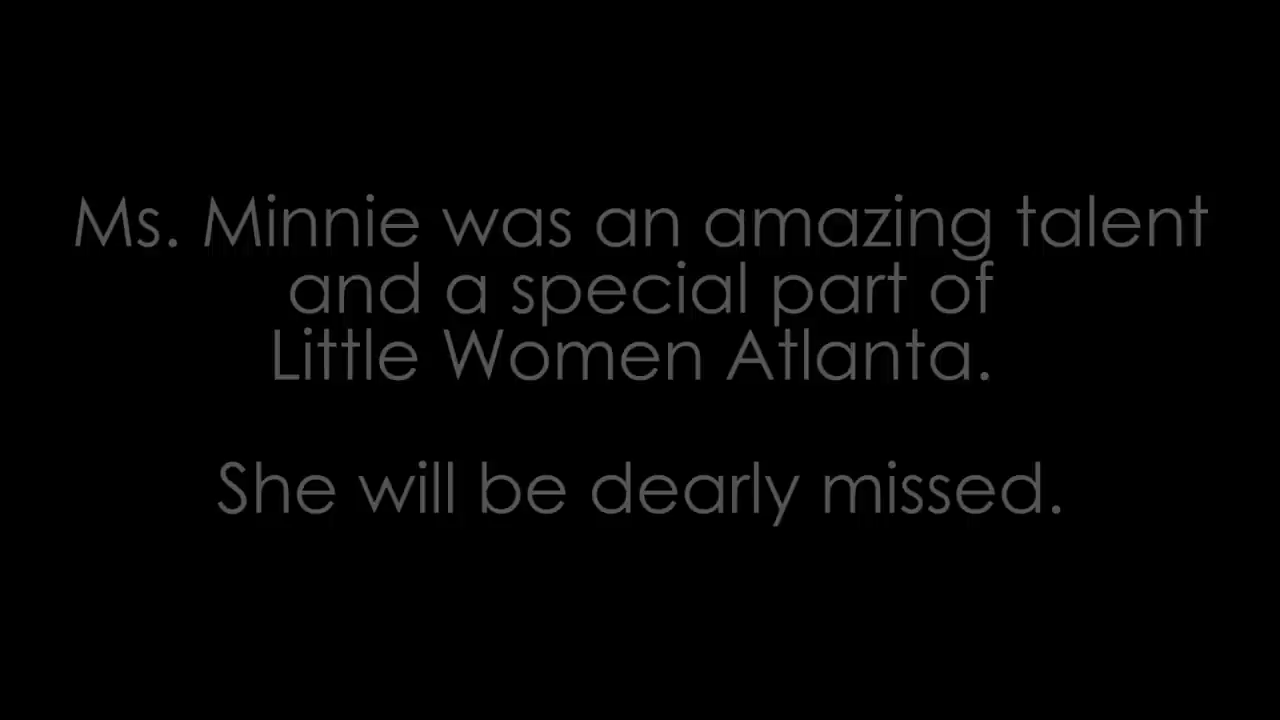 Ms. Minnie was an amazing talent
and a special part of
Little Women Atlanta.
She will be dearly missed.